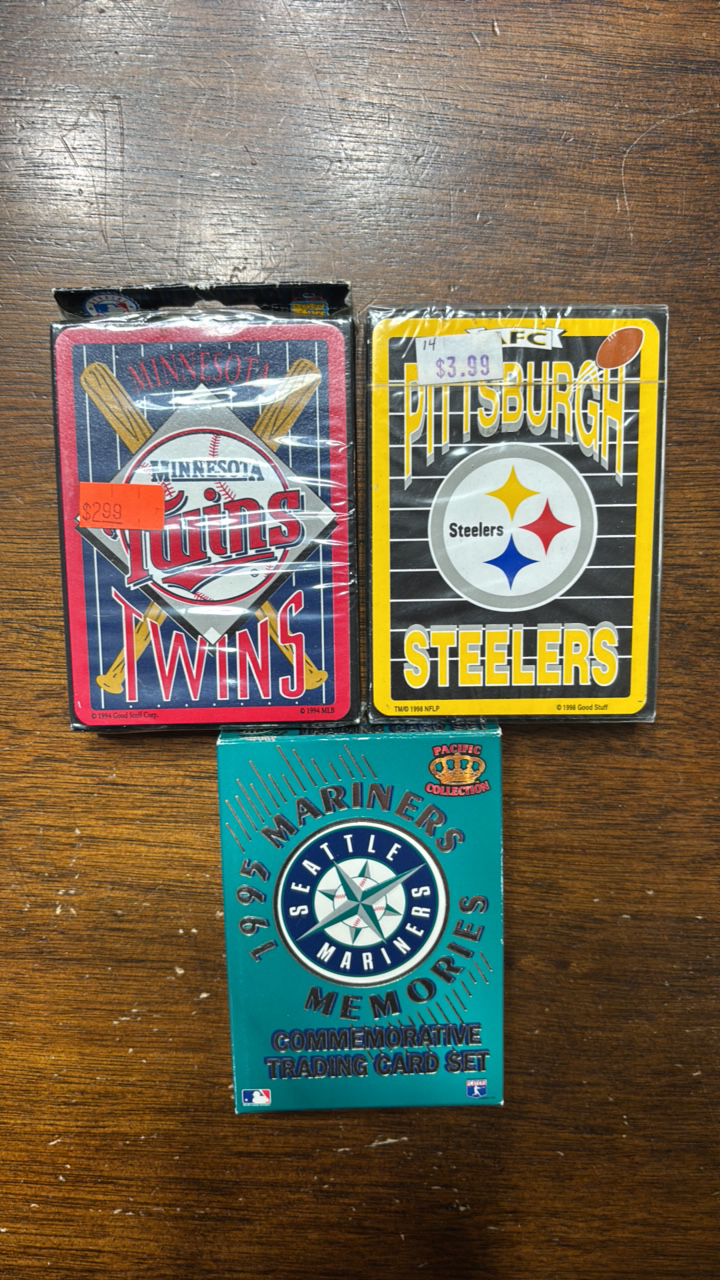 MINNESOTA
MINNESOTA
Twins
$2.99
TWINS
© 1994 Good Stuff Corp.
© 1994 MLB
AFC
14
$3.99
PITTSBURGH
Steelers
STEELERS
TM/© 1998 NFLP
© 1998 Good Stuff
PACIFIC
COLLECTION
1995 MARINERS
SEATTLE
MARINERS
MEMORIES
COMMEMORATIVE
TRADING CARD SET